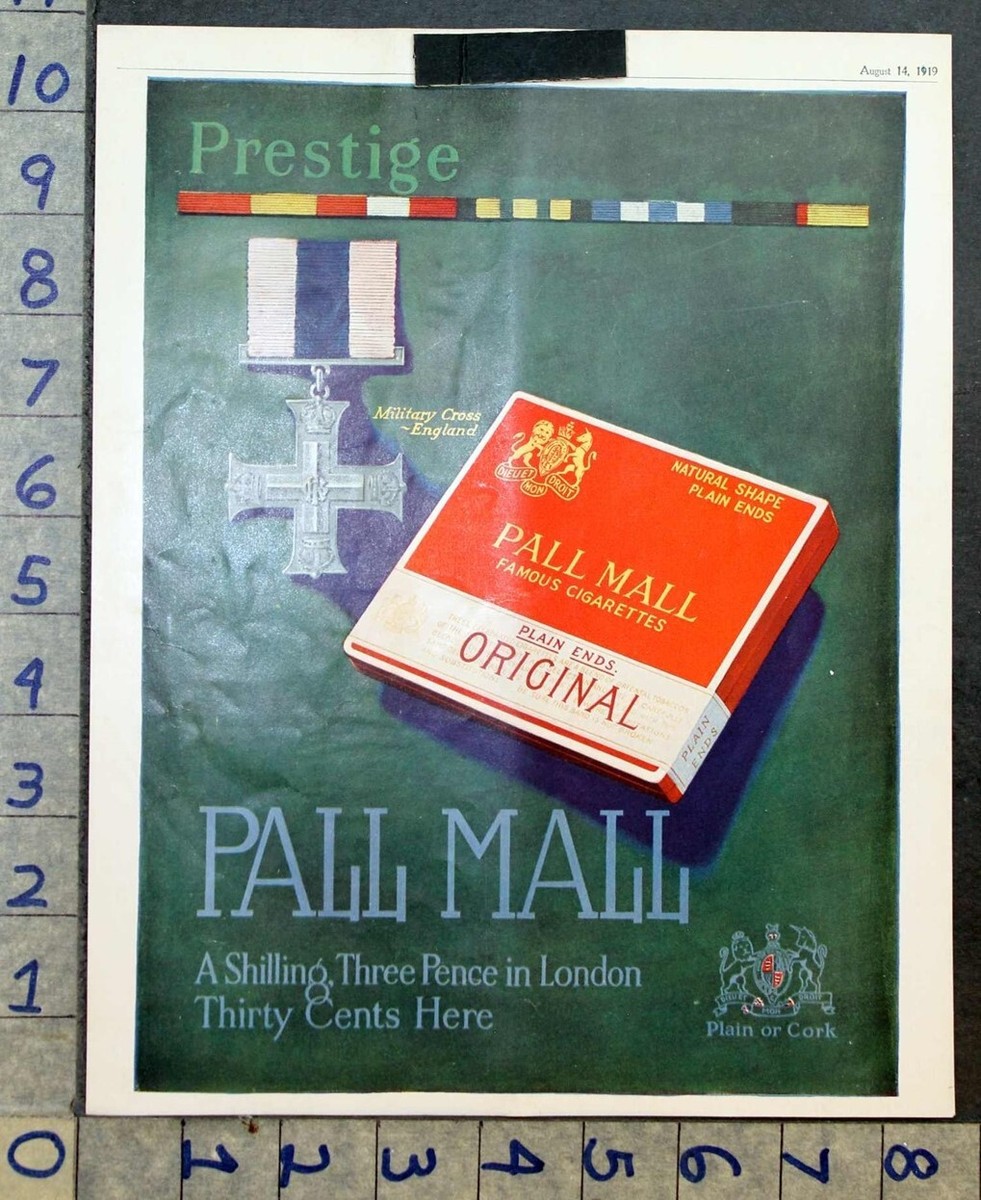 August 14, 1919
Prestige
Military Cross
~England
DIEU ET MON DROIT
NATURAL SHAPE
PLAIN ENDS
PALL MALL
FAMOUS CIGARETTES
PLAIN ENDS.
ORIGINAL
PLAIN
ENDS
PALL MALL
A Shilling, Three Pence in London
Thirty Cents Here
DIEU ET MON DROIT
Plain or Cork
10
9
8
7
6
5
4
3
2
1
0
1
2
3
4
5
6
7
8